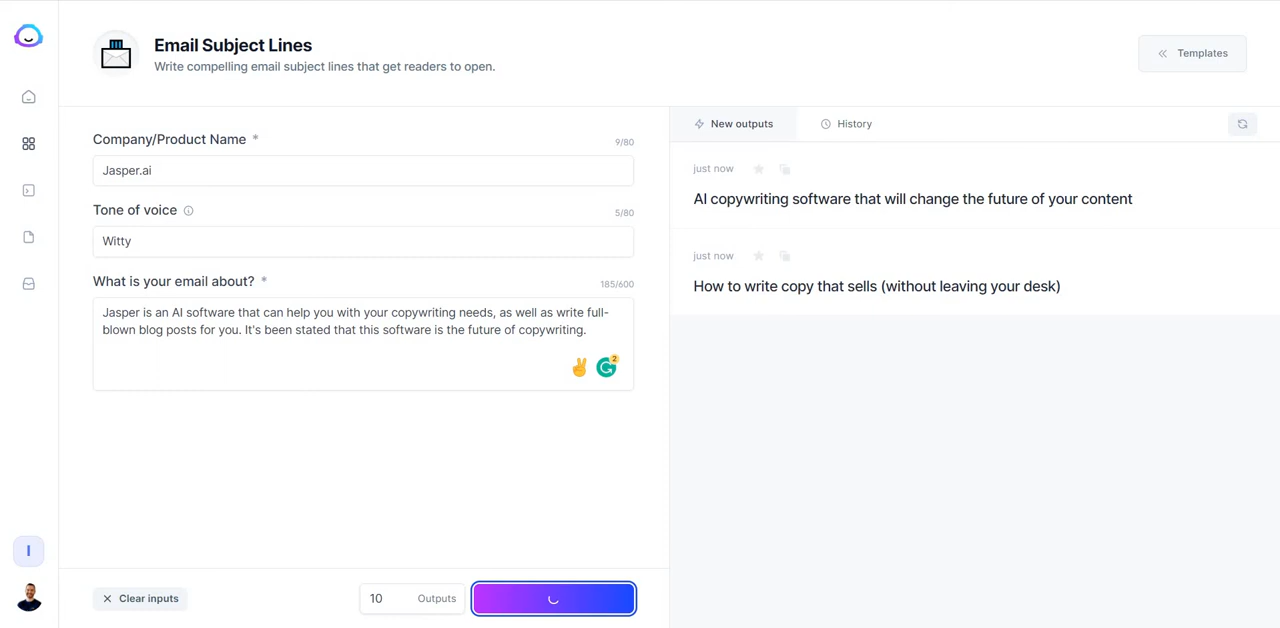 Email Subject Lines
Write compelling email subject lines that get readers to open.
Templates
Company/Product Name *
9/80
Jasper.ai
Tone of voice
5/80
Witty
What is your email about? *
185/600
Jasper is an AI software that can help you with your copywriting needs, as well as write full-
blown blog posts for you. It's been stated that this software is the future of copywriting.
2
Clear inputs
10 Outputs
New outputs
History
just now
AI copywriting software that will change the future of your content
just now
How to write copy that sells (without leaving your desk)
I